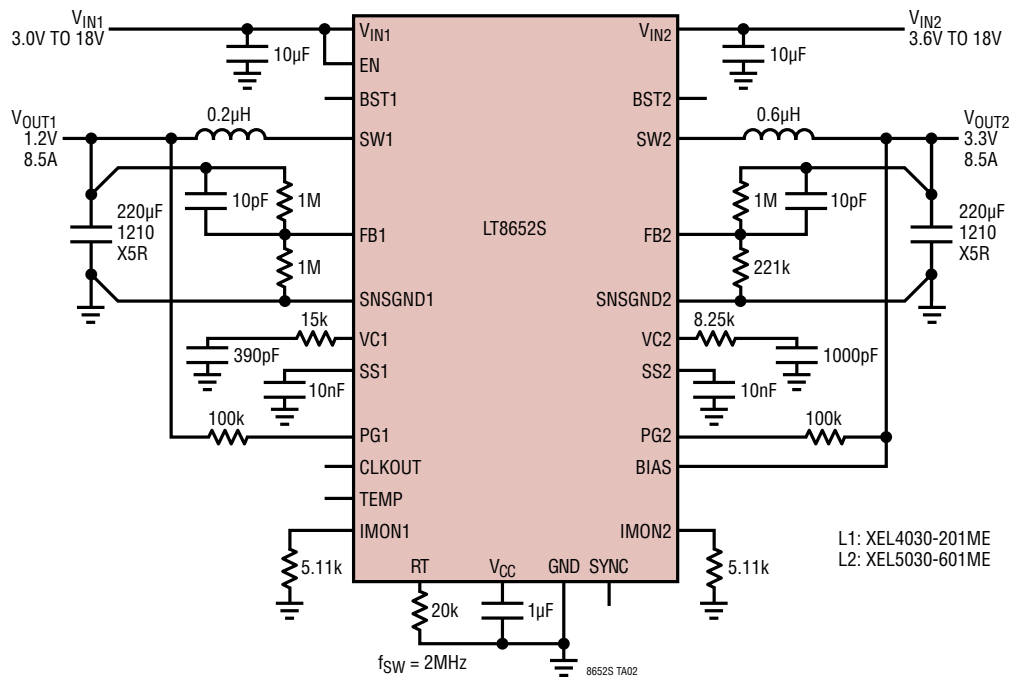 VIN1
3.0V TO 18V
10µF
VIN1
EN
BST1
VIN2
BST2
VIN2
3.6V TO 18V
10µF
VOUT1
1.2V
8.5A
0.2µH
SW1
SW2
0.6µH
VOUT2
3.3V
8.5A
220µF
1210
X5R
10pF
1M
FB1
1M
SNSGND1
LT8652S
FB2
1M
10pF
221k
SNSGND2
220µF
1210
X5R
15k
390pF
VC1
SS1
10nF
8.25k
VC2
1000pF
SS2
10nF
100k
PG1
CLKOUT
TEMP
IMON1
5.11k
PG2
100k
BIAS
IMON2
5.11k
L1: XEL4030-201ME
L2: XEL5030-601ME
RT
VCC
GND
SYNC
20k
1µF
fSW = 2MHz
8652S TA02